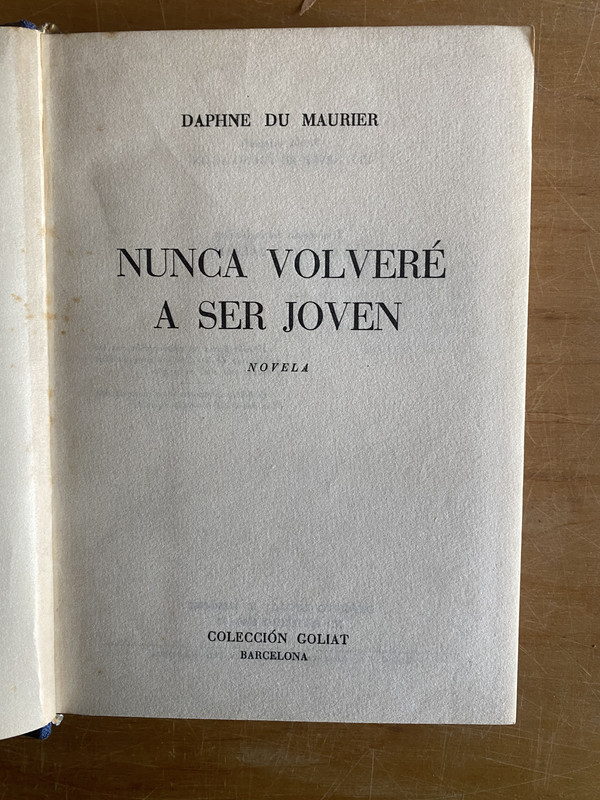 DAPHNE DU MAURIER
NUNCA VOLVERÉ
A SER JOVEN
NOVELA
COLECCIÓN GOLIAT
BARCELONA